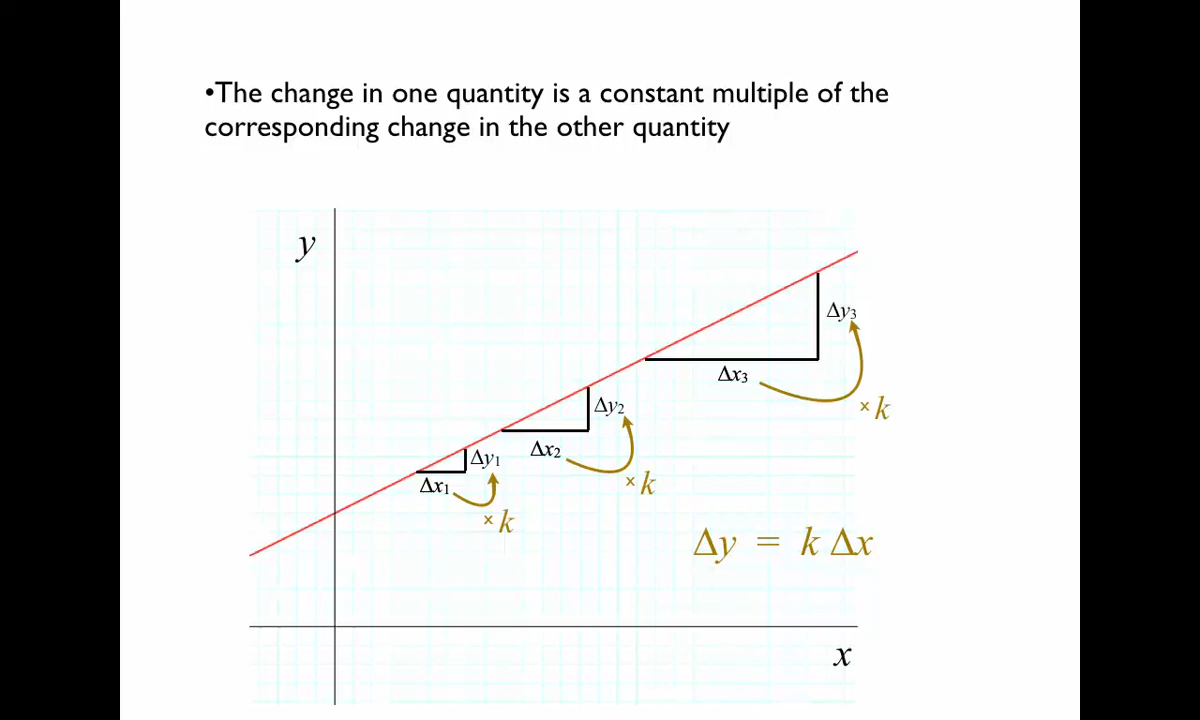 •The change in one quantity is a constant multiple of the
corresponding change in the other quantity
y
Δy3
Δx3
× k
Δy2
Δx2
× k
Δy1
Δx1
× k
Δy = k Δx
x